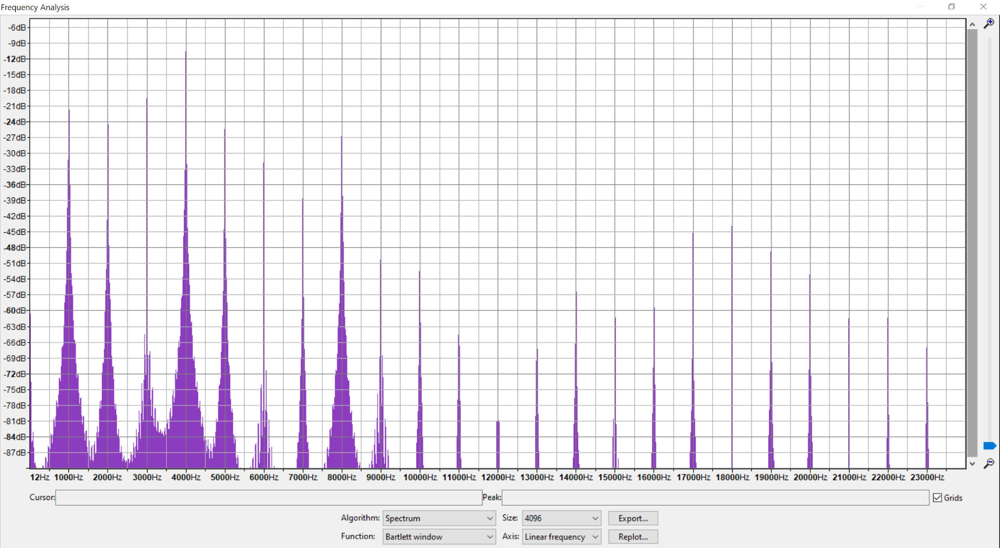 Frequency Analysis
-6dB
-9dB
-12dB
-15dB
-18dB
-21dB
-24dB
-27dB
-30dB
-33dB
-36dB
-39dB
-42dB
-45dB
-48dB
-51dB
-54dB
-57dB
-60dB
-63dB
-66dB
-69dB
-72dB
-75dB
-78dB
-81dB
-84dB
-87dB
12Hz 1000Hz 2000Hz 3000Hz 4000Hz 5000Hz 6000Hz 7000Hz 8000Hz 9000Hz 10000Hz 11000Hz 12000Hz 13000Hz 14000Hz 15000Hz 16000Hz 17000Hz 18000Hz 19000Hz 20000Hz 21000Hz 22000Hz 23000Hz
Cursor: Peak: Grids
Algorithm: Spectrum Size: 4096 Export...
Function: Bartlett window Axis: Linear frequency Replot...